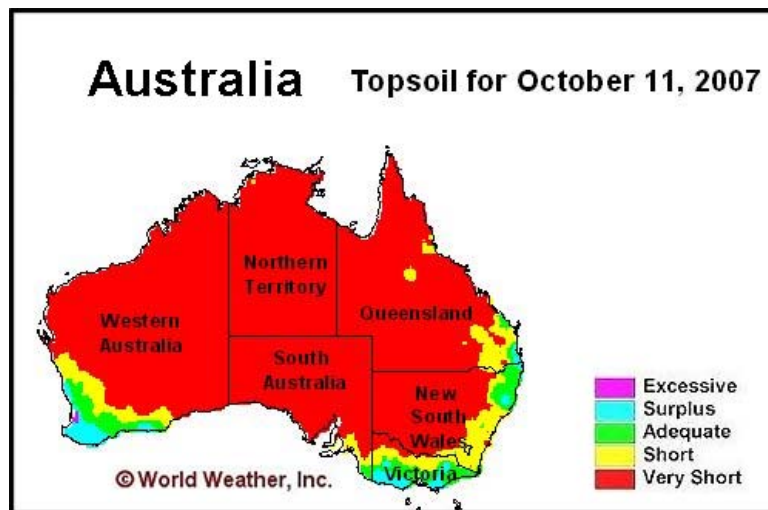 Australia
Topsoil for October 11, 2007
Northern
Territory
Queensland
Western
Australia
South
Australia
New
South
Wales
Victoria
Excessive
Surplus
Adequate
Short
Very Short
© World Weather, Inc.